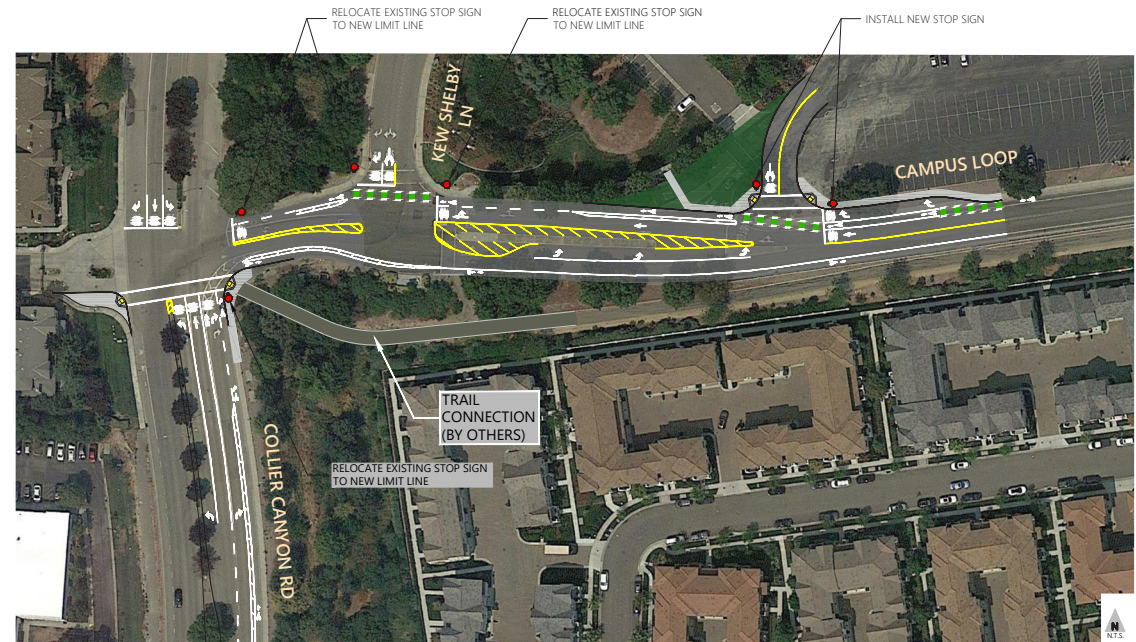 RELOCATE EXISTING STOP SIGN
TO NEW LIMIT LINE
RELOCATE EXISTING STOP SIGN
TO NEW LIMIT LINE
INSTALL NEW STOP SIGN
KEW SHELBY
LN
CAMPUS LOOP
TRAIL
CONNECTION
(BY OTHERS)
RELOCATE EXISTING STOP SIGN
TO NEW LIMIT LINE
COLLIER CANYON RD
N
N.T.S.